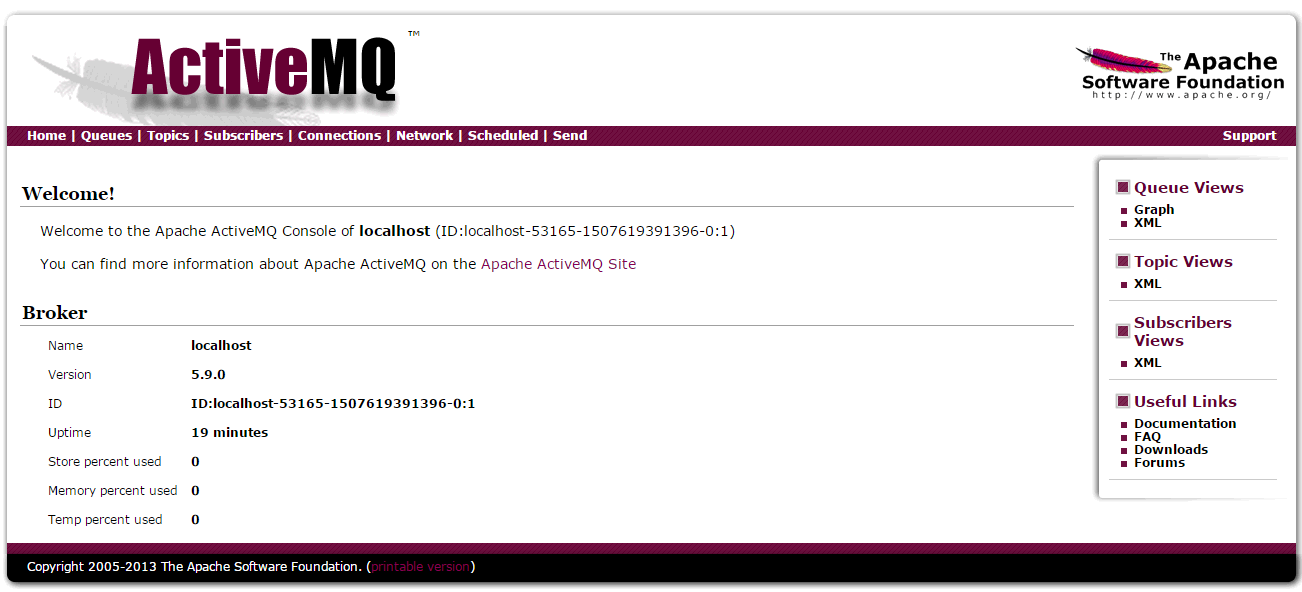 ActiveMQ ™
The Apache
Software Foundation
http://www.apache.org/
Home | Queues | Topics | Subscribers | Connections | Network | Scheduled | Send
Support
Welcome!
Welcome to the Apache ActiveMQ Console of localhost (ID:localhost-53165-1507619391396-0:1)
You can find more information about Apache ActiveMQ on the Apache ActiveMQ Site
Broker
Name localhost
Version 5.9.0
ID ID:localhost-53165-1507619391396-0:1
Uptime 19 minutes
Store percent used 0
Memory percent used 0
Temp percent used 0
Queue Views
Graph
XML
Topic Views
XML
Subscribers
Views
XML
Useful Links
Documentation
FAQ
Downloads
Forums
Copyright 2005-2013 The Apache Software Foundation. (printable version)